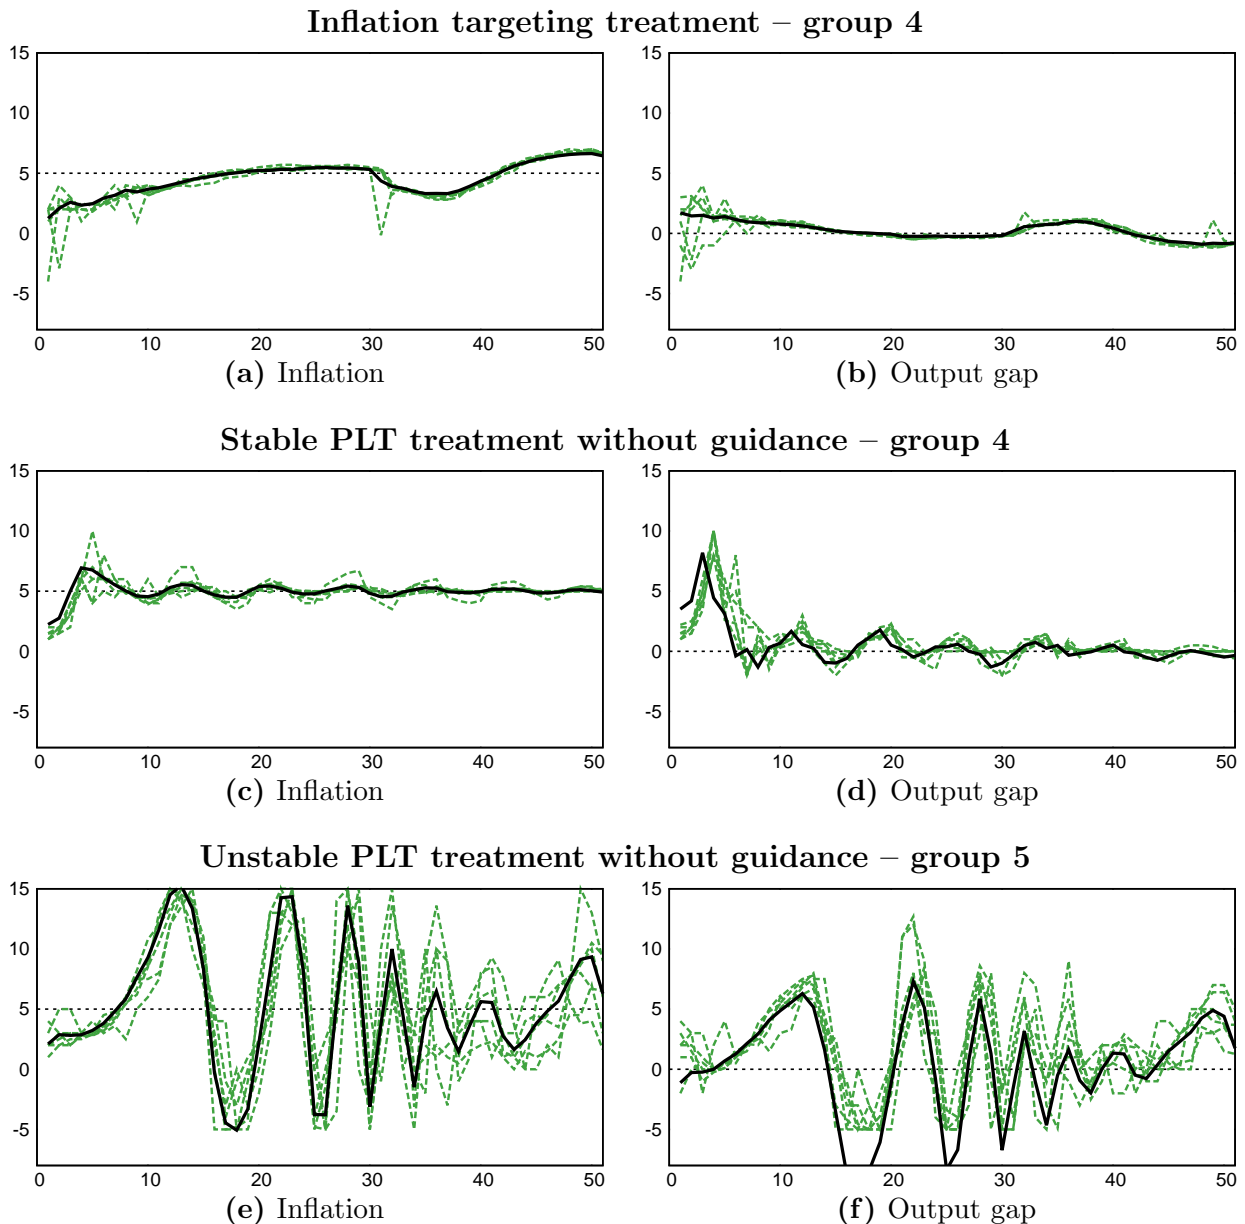 Inflation targeting treatment – group 4
15
10
5
0
-5
0 10 20 30 40 50
(a) Inflation
15
10
5
0
-5
0 10 20 30 40 50
(b) Output gap
Stable PLT treatment without guidance – group 4
15
10
5
0
-5
0 10 20 30 40 50
(c) Inflation
15
10
5
0
-5
0 10 20 30 40 50
(d) Output gap
Unstable PLT treatment without guidance – group 5
15
10
5
0
-5
0 10 20 30 40 50
(e) Inflation
15
10
5
0
-5
0 10 20 30 40 50
(f) Output gap